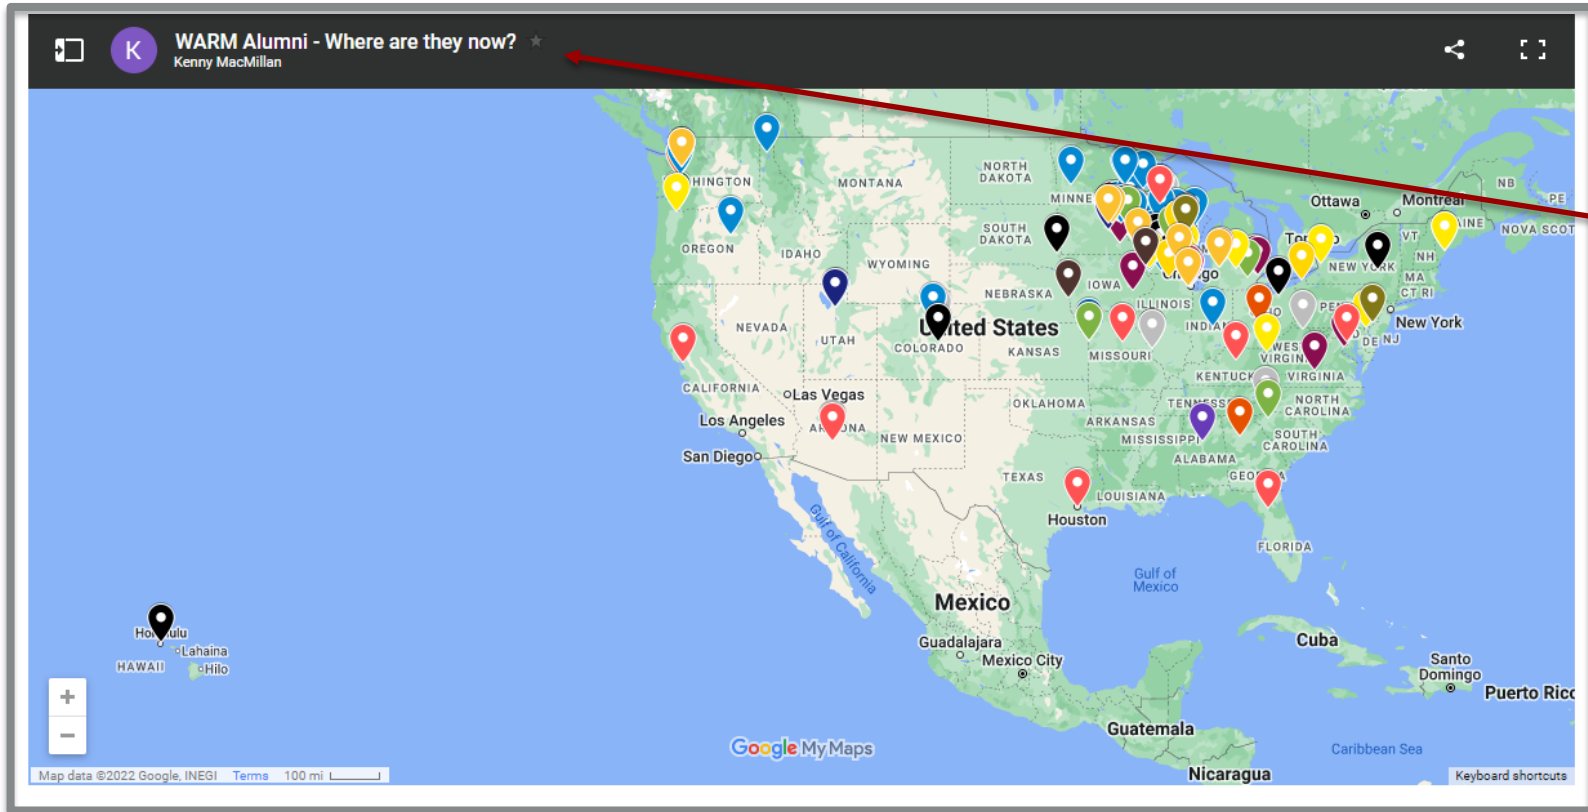 K
WARM Alumni - Where are they now?
Kenny MacMillan
NORTH
DAKOTA
MONTANA
Ottawa
Montreal
NB
PE
NOVA SCOT
SOUTH
DAKOTA
OREGON
IDAHO
WYOMING
VT
NH
NEW YORK
MA
CT RI
NEBRASKA
IOWA
ILLINOIS
New York
NEVADA
UTAH
COLORADO
United States
KANSAS
MISSOURI
WEST
VIRGINIA
DE
NJ
CALIFORNIA
Las Vegas
VIRGINIA
OKLAHOMA
NORTH
CAROLINA
Los Angeles
NEW MEXICO
ARKANSAS
MISSISSIPPI
SOUTH
CAROLINA
San Diego
ALABAMA
TEXAS
LOUISIANA
Houston
FLORIDA
Gulf of
California
Gulf of
Mexico
Mexico
Guadalajara
Mexico City
Cuba
Santo
Domingo
Puerto Rico
Lahaina
HAWAII
Hilo
+
−
Guatemala
Google My Maps
Caribbean Sea
Nicaragua
Map data ©2022 Google, INEGI Terms 100 mi
Keyboard shortcuts